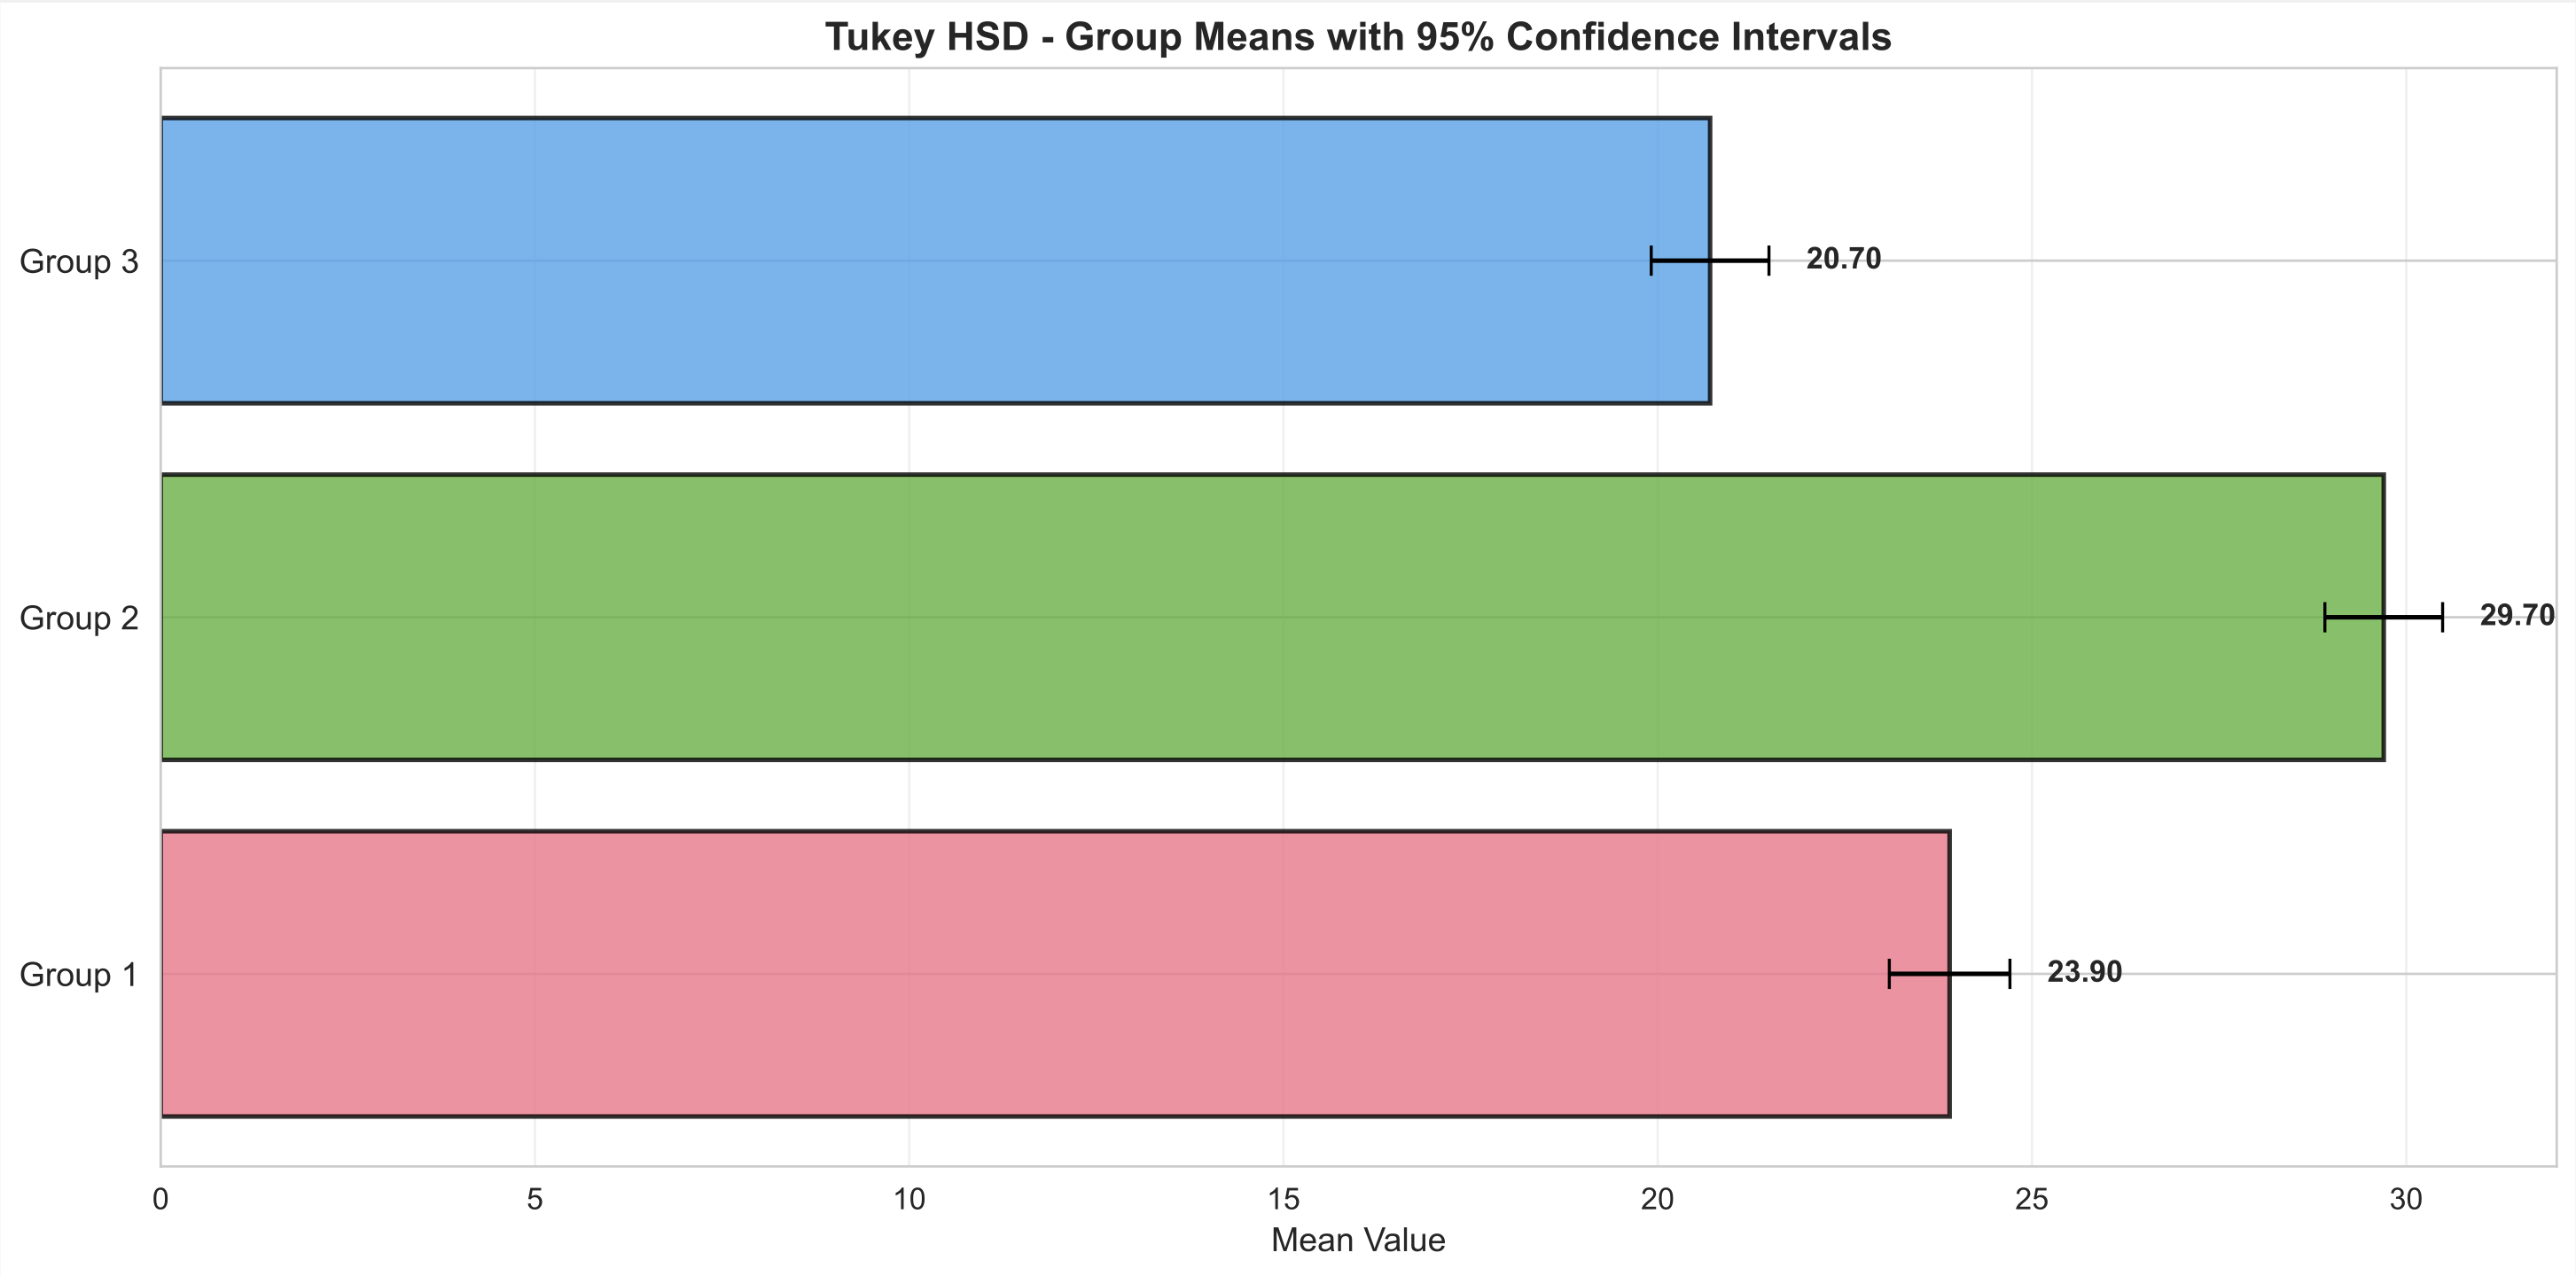 Tukey HSD - Group Means with 95% Confidence Intervals
Group 3
20.70
Group 2
29.70
Group 1
23.90
0 5 10 15 20 25 30
Mean Value